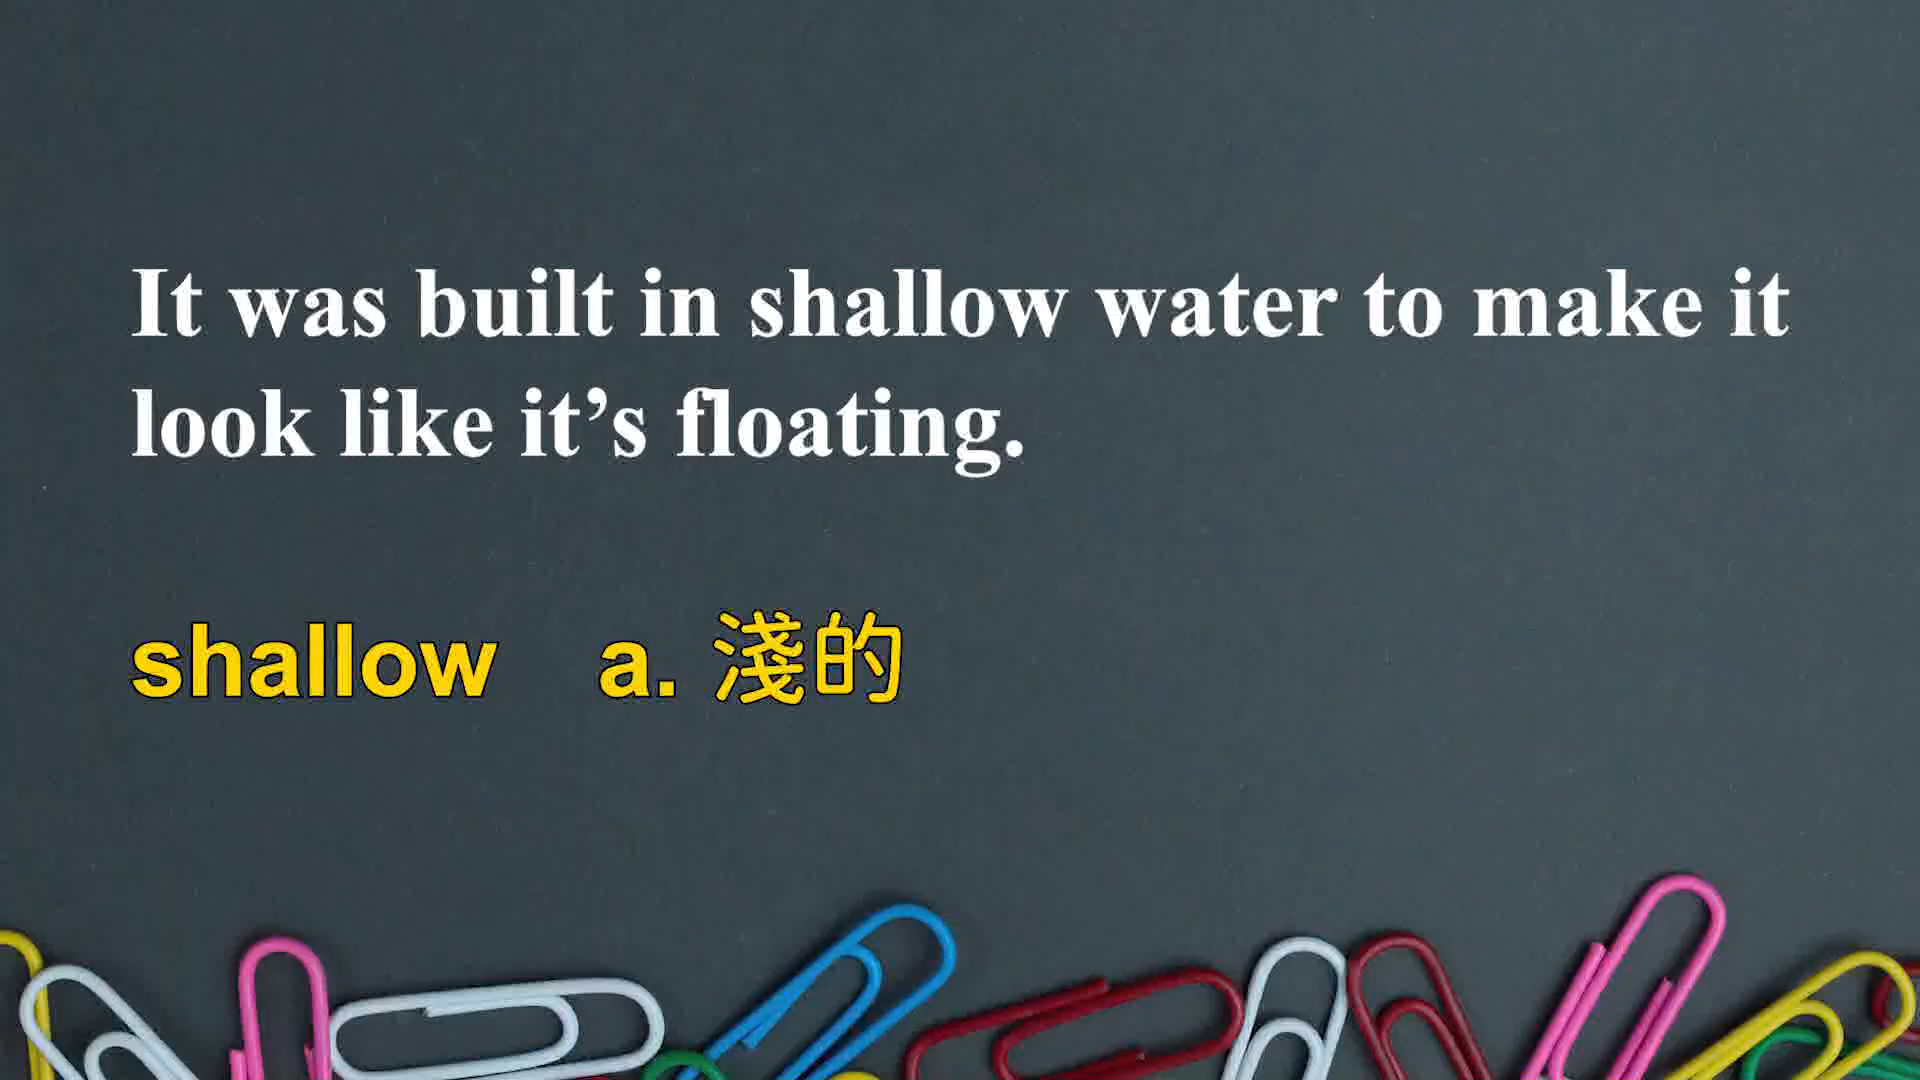 It was built in shallow water to make it
look like it’s floating.
shallow a. 淺的